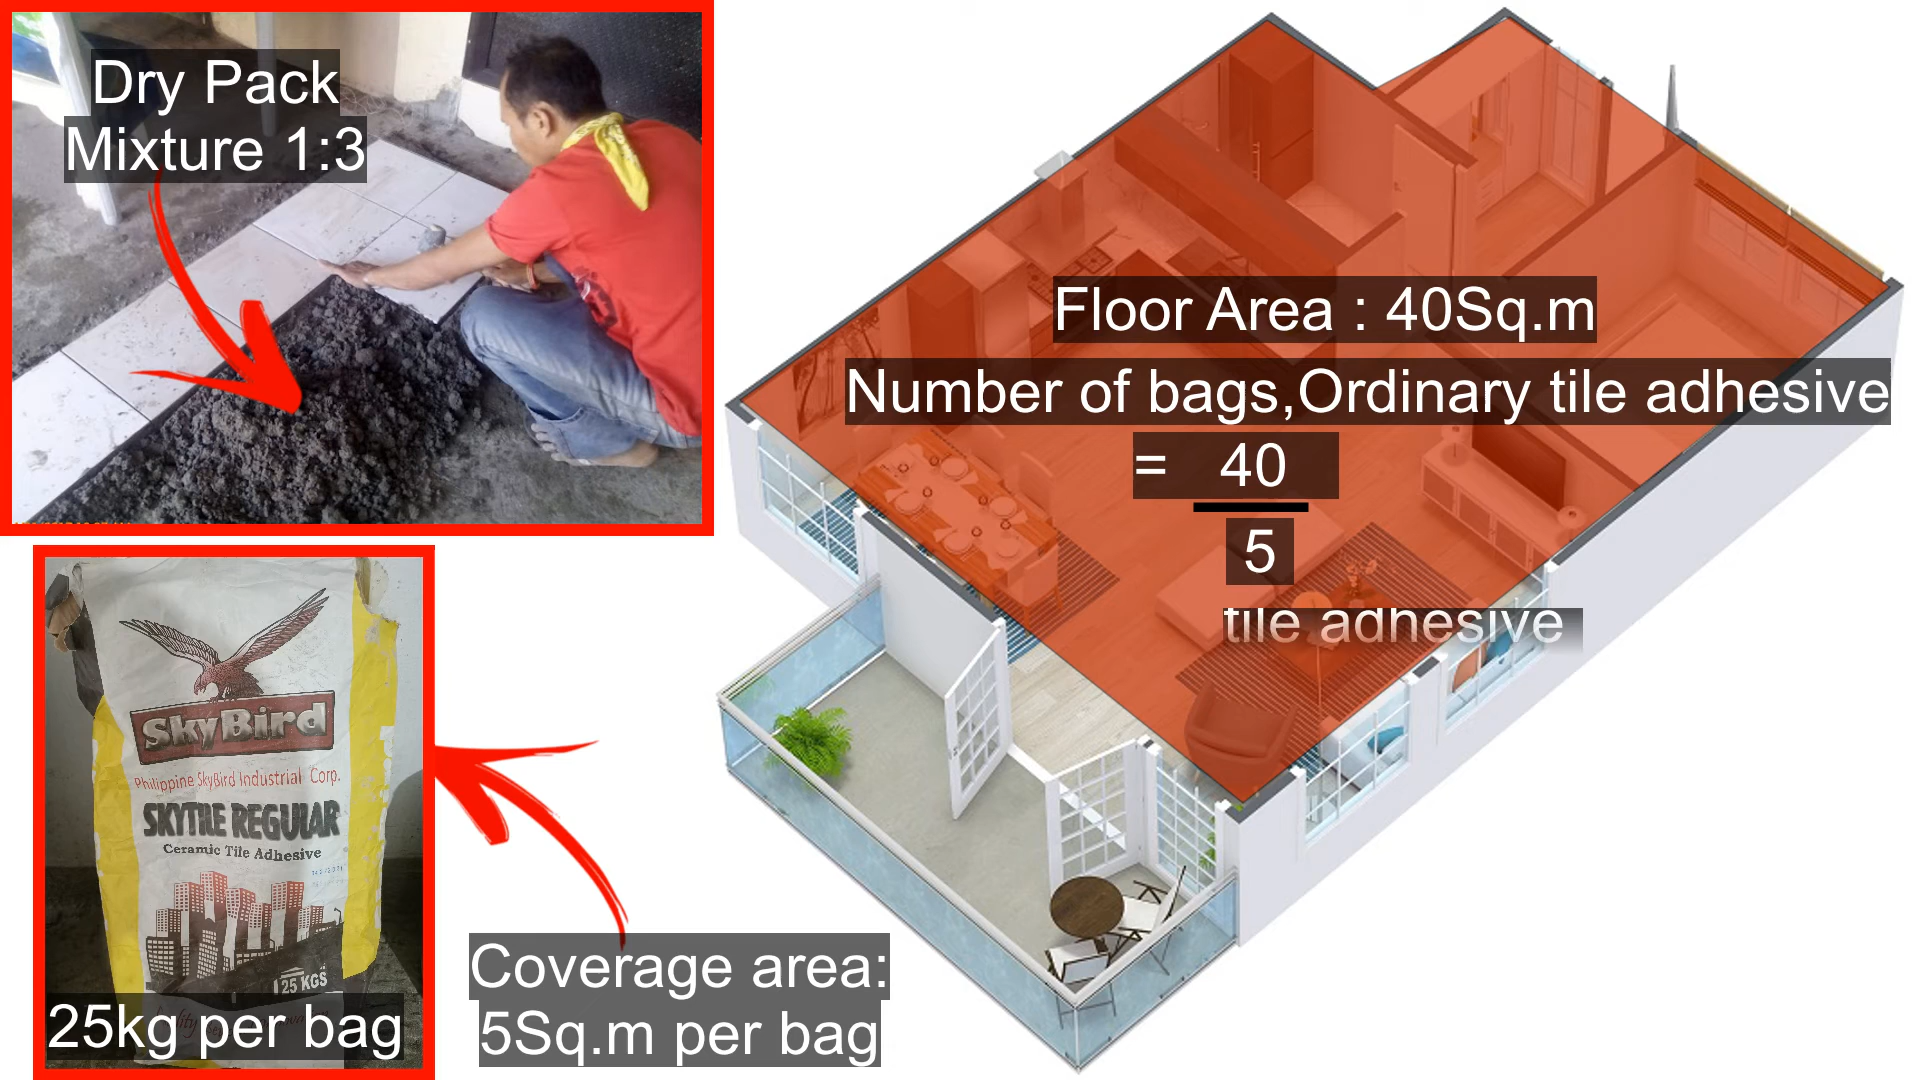 Dry Pack
Mixture 1:3
Floor Area : 40Sq.m
Number of bags,Ordinary tile adhesive
= 40
5
tile adhesive
SkyBird
Philippine SkyBird Industrial Corp.
SKYTILE REGULAR
Ceramic Tile Adhesive
25 KGS
25kg per bag
Coverage area:
5Sq.m per bag